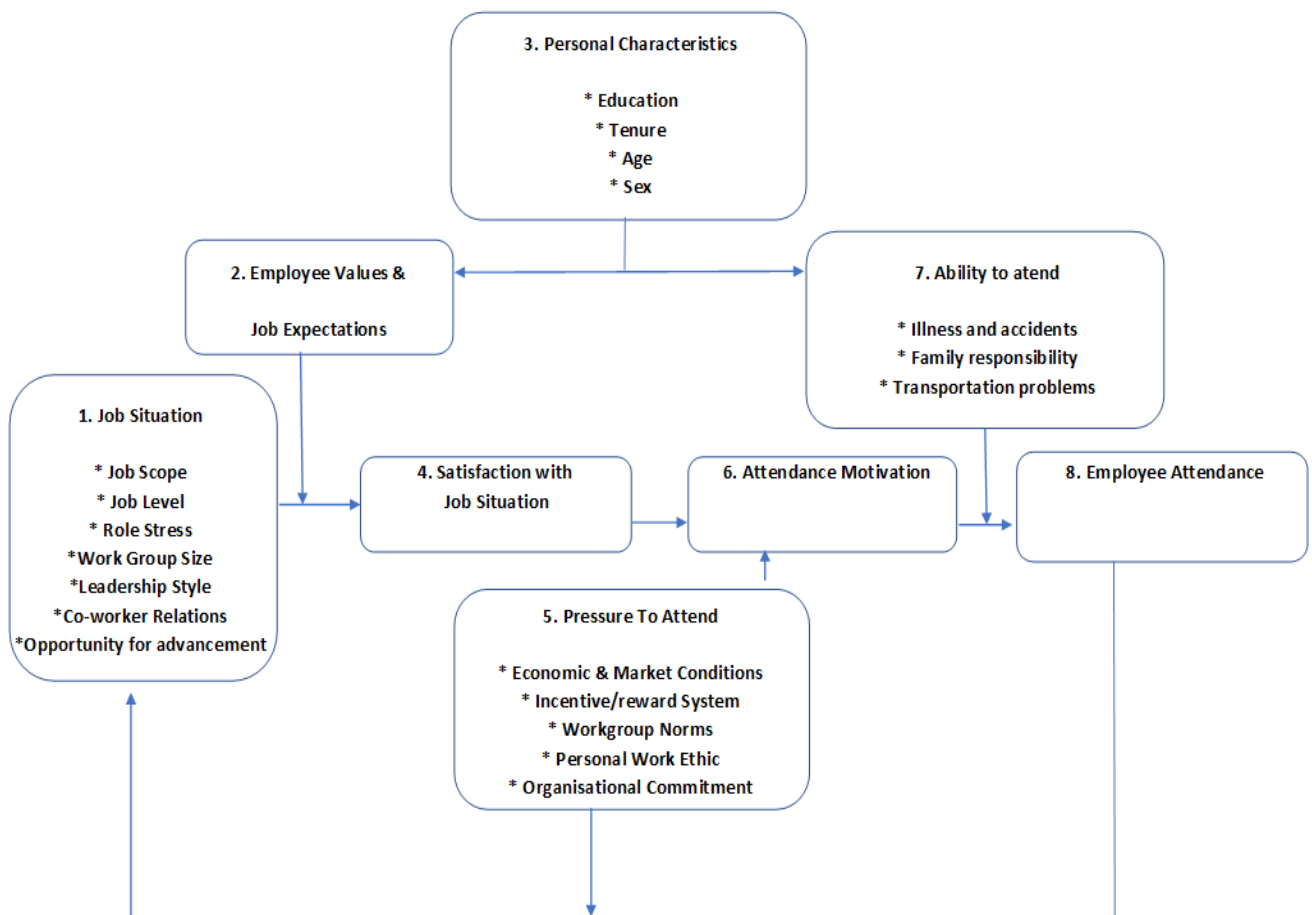 3. Personal Characteristics
* Education
* Tenure
* Age
* Sex
2. Employee Values &
Job Expectations
7. Ability to atend
* Illness and accidents
* Family responsibility
* Transportation problems
1. Job Situation
* Job Scope
* Job Level
* Role Stress
*Work Group Size
*Leadership Style
*Co-worker Relations
*Opportunity for advancement
4. Satisfaction with
Job Situation
6. Attendance Motivation
8. Employee Attendance
5. Pressure To Attend
* Economic & Market Conditions
* Incentive/reward System
* Workgroup Norms
* Personal Work Ethic
* Organisational Commitment